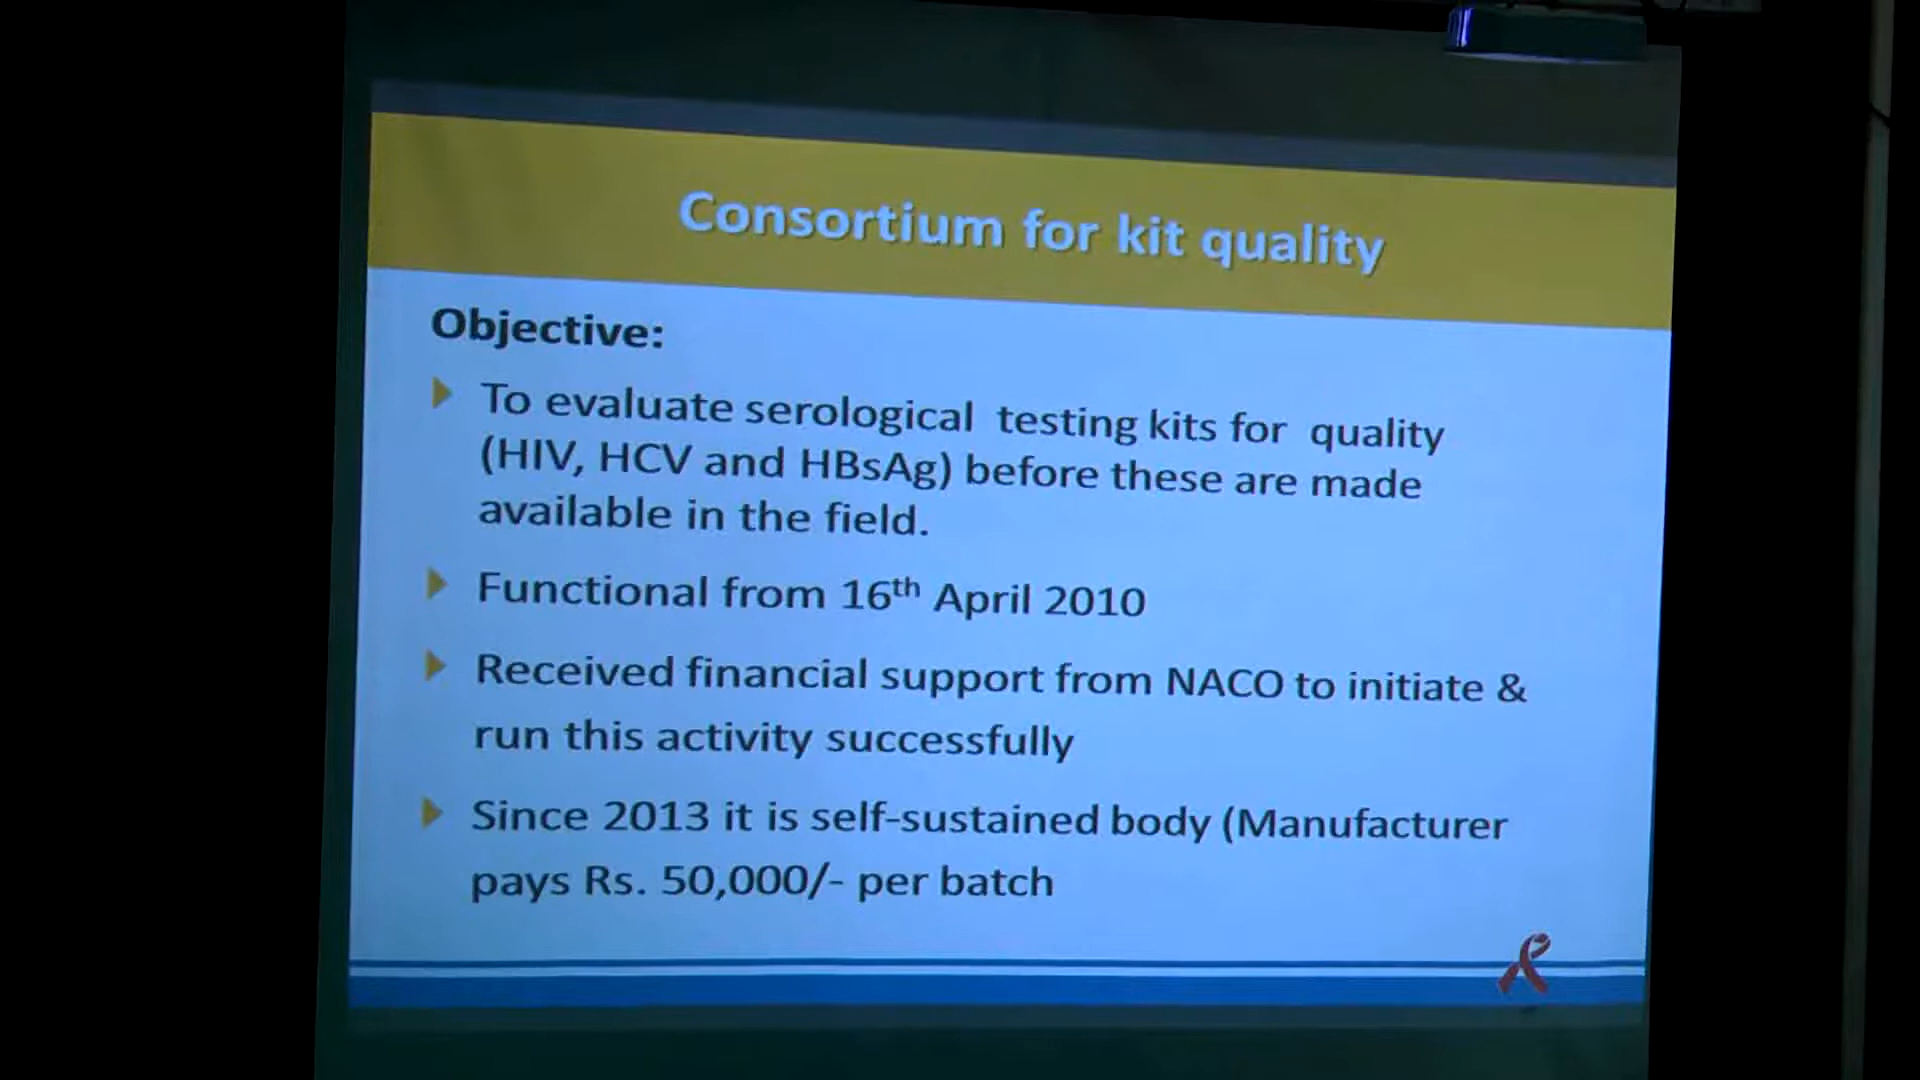 Consortium for kit quality
Objective:
To evaluate serological testing kits for quality
(HIV, HCV and HBsAg) before these are made
available in the field.
Functional from 16th April 2010
Received financial support from NACO to initiate &
run this activity successfully
Since 2013 it is self-sustained body (Manufacturer
pays Rs. 50,000/- per batch